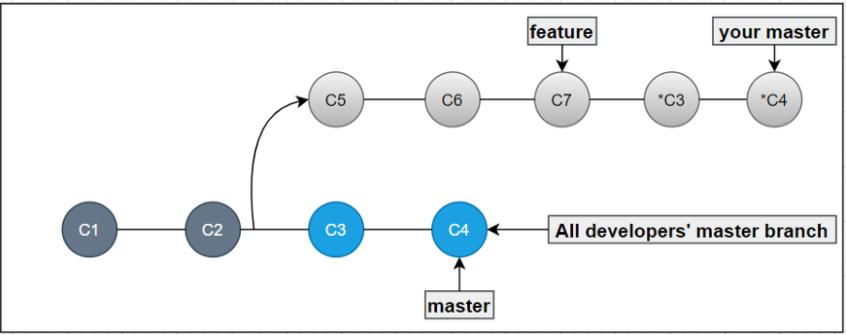 feature
your master
C5
C6
C7
*C3
*C4
C1
C2
C3
C4
All developers' master branch
master